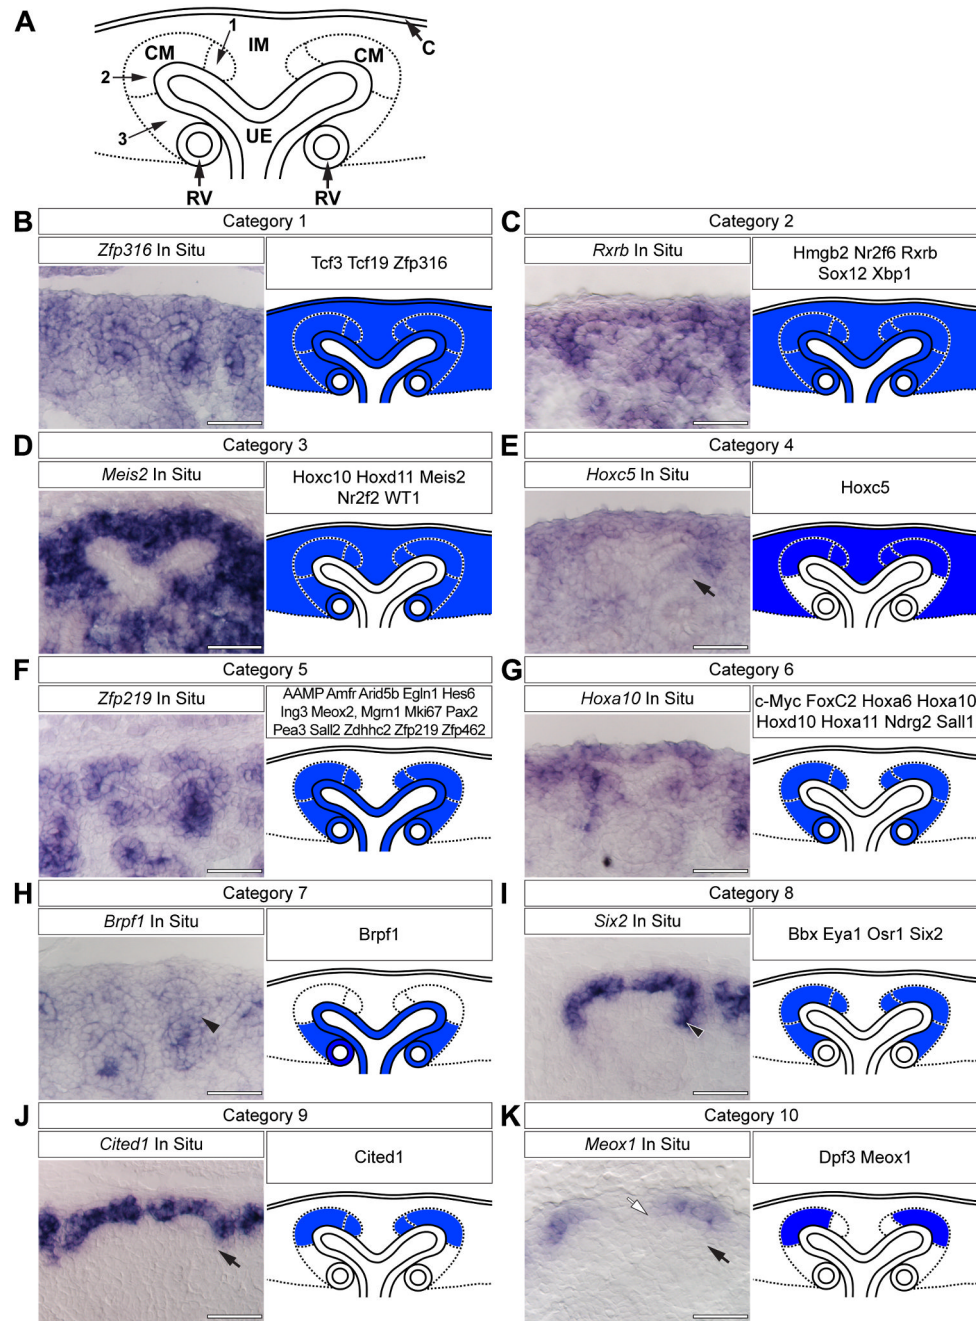 A
1
IM
C
CM
CM
2
3
UE
RV
RV
B
Category 1
Zfp316 In Situ
Tcf3 Tcf19 Zfp316
C
Category 2
Rxrb In Situ
Hmgb2 Nr2f6 Rxrb
Sox12 Xbp1
D
Category 3
Meis2 In Situ
Hoxc10 Hoxd11 Meis2
Nr2f2 WT1
E
Category 4
Hoxc5 In Situ
Hoxc5
F
Category 5
Zfp219 In Situ
AAMP Amfr Arid5b Egln1 Hes6
Ing3 Meox2, Mgrn1 Mki67 Pax2
Pea3 Sall2 Zdhhc2 Zfp219 Zfp462
G
Category 6
Hoxa10 In Situ
c-Myc FoxC2 Hoxa6 Hoxa10
Hoxd10 Hoxa11 Ndrg2 Sall1
H
Category 7
Brpf1 In Situ
Brpf1
I
Category 8
Six2 In Situ
Bbx Eya1 Osr1 Six2
J
Category 9
Cited1 In Situ
Cited1
K
Category 10
Meox1 In Situ
Dpf3 Meox1